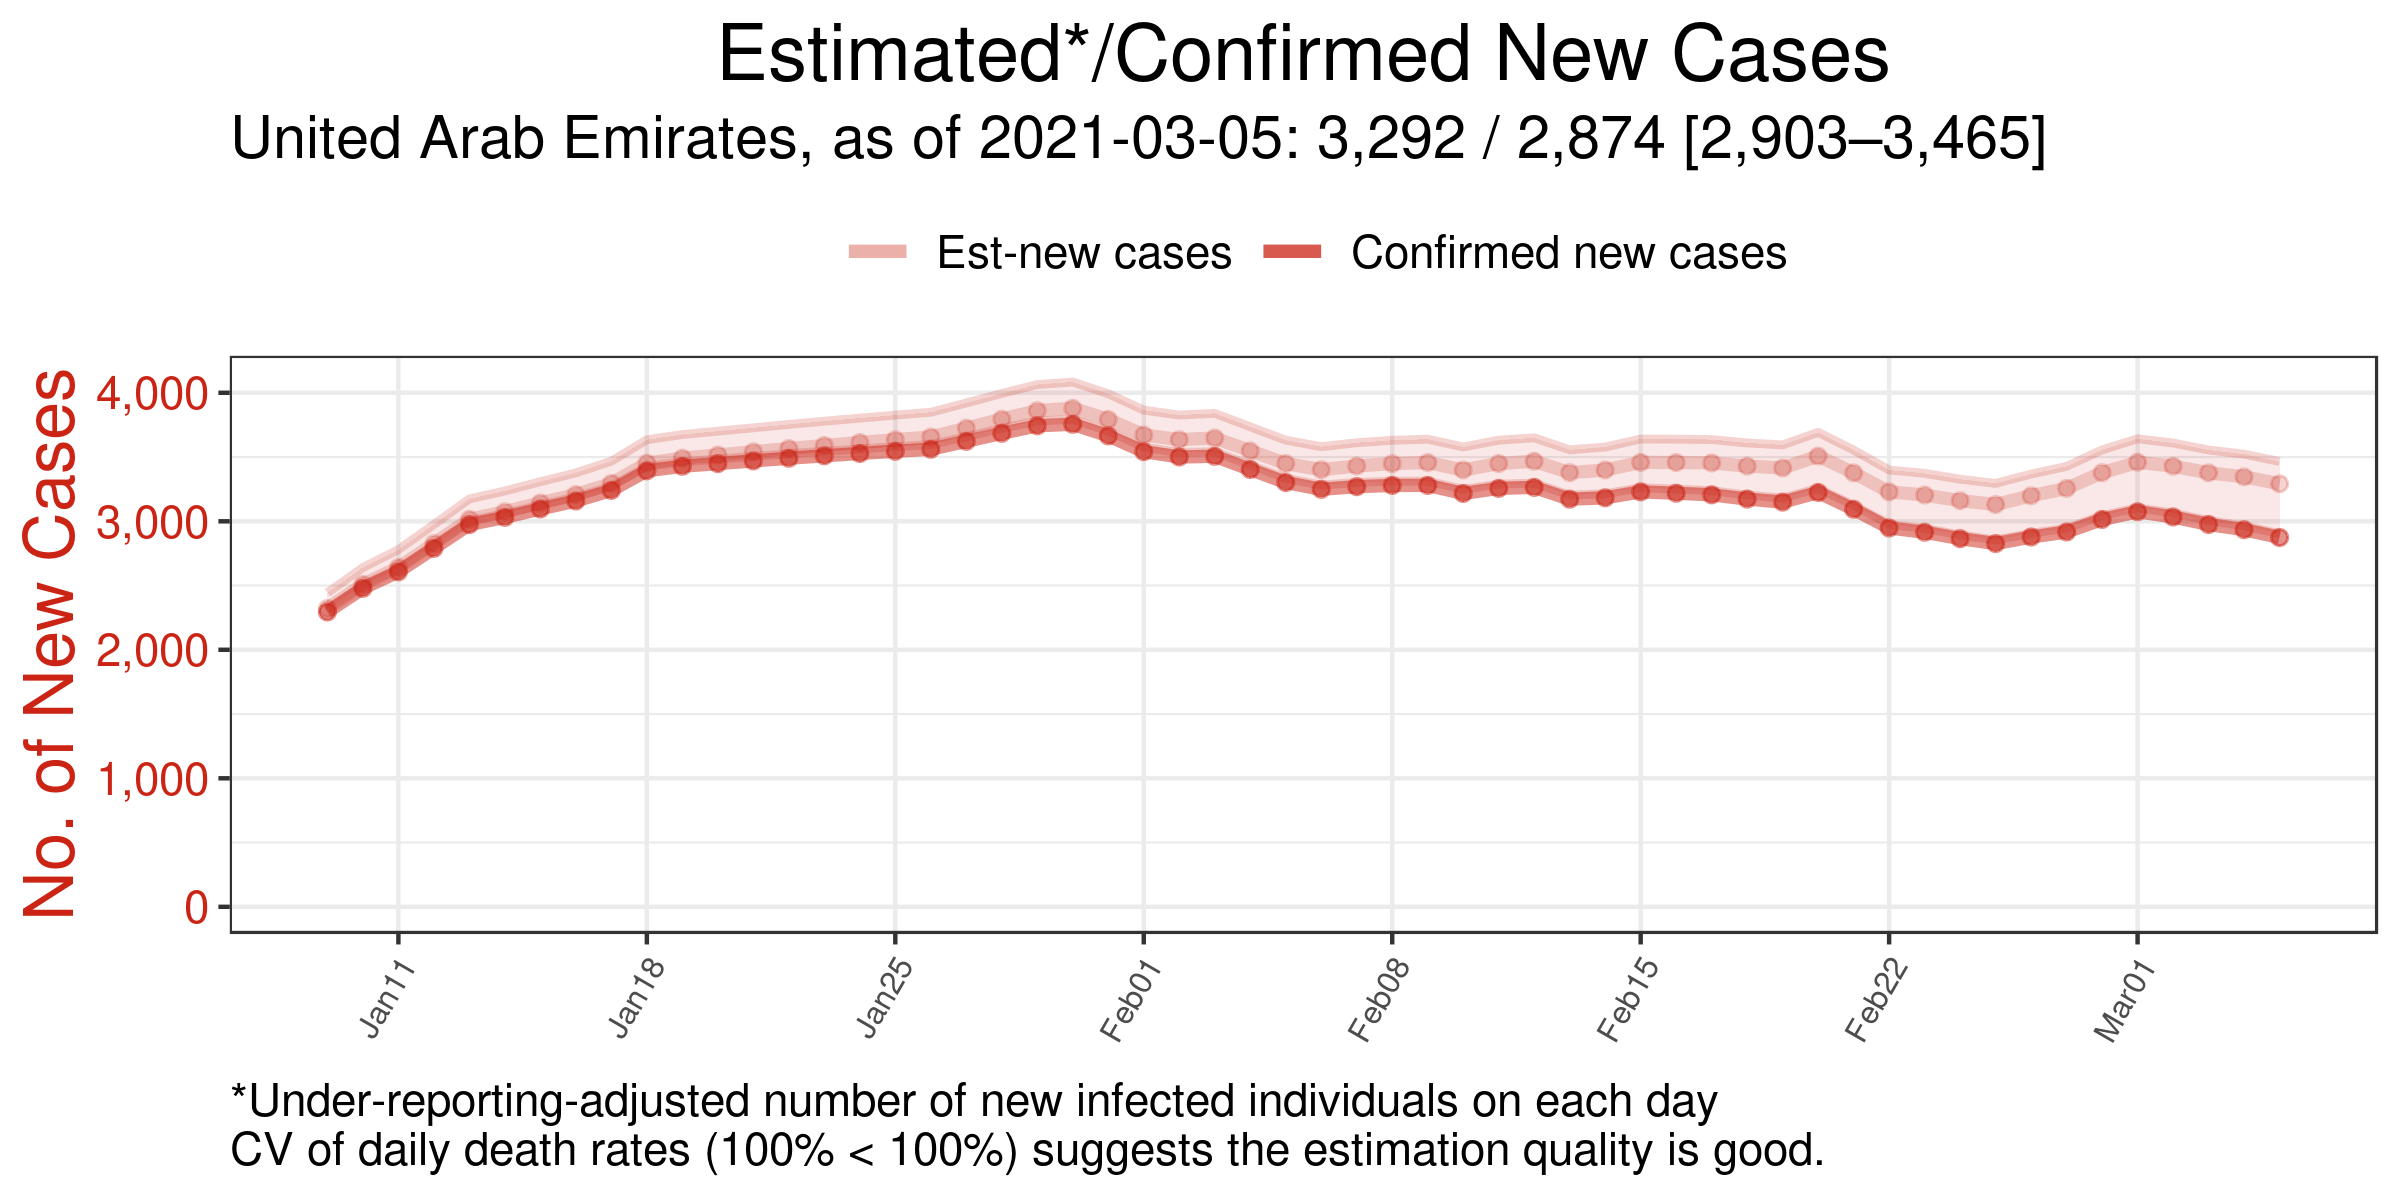 Estimated*/Confirmed New Cases
United Arab Emirates, as of 2021-03-05: 3,292 / 2,874 [2,903–3,465]
Est-new cases Confirmed new cases
No. of New Cases
4,000
3,000
2,000
1,000
0
Jan11 Jan18 Jan25 Feb01 Feb08 Feb15 Feb22 Mar01
*Under-reporting-adjusted number of new infected individuals on each day
CV of daily death rates (100% < 100%) suggests the estimation quality is good.